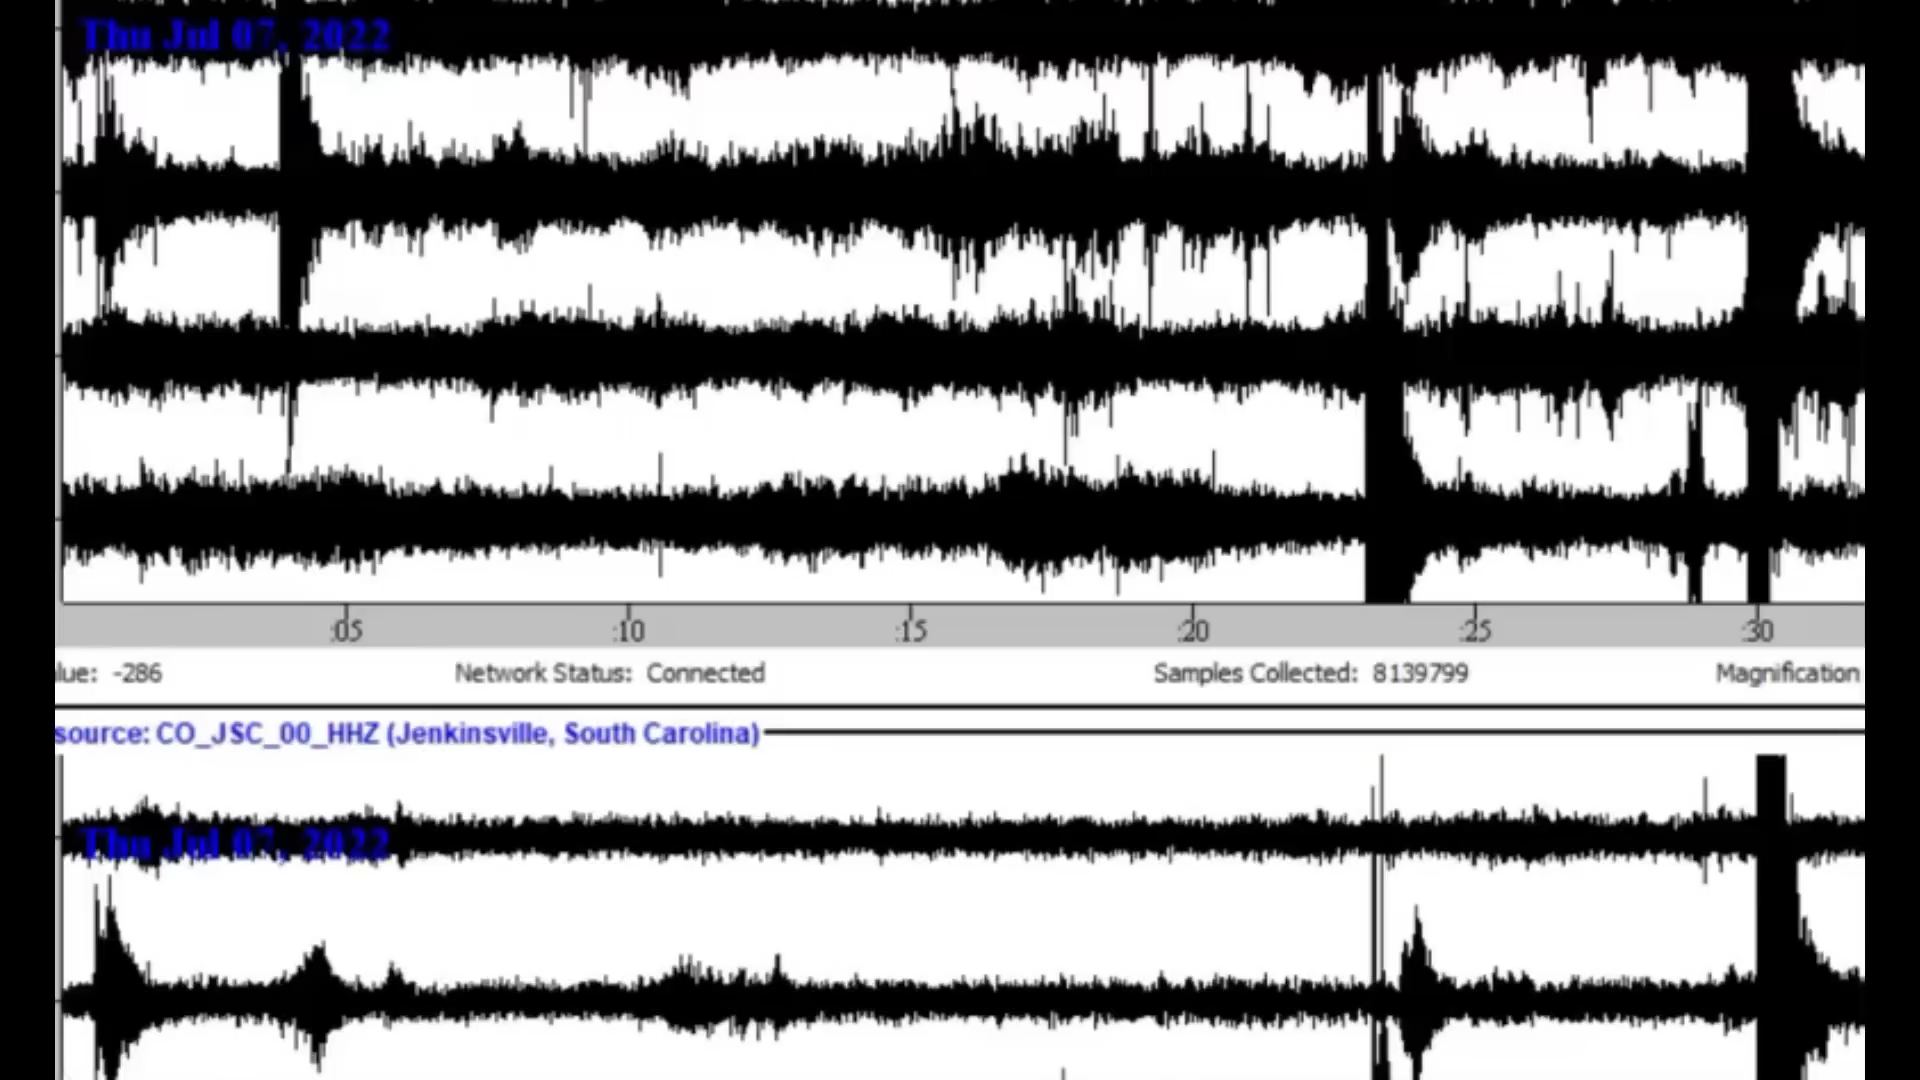 Thu Jul 07, 2022
:05 :10 :15 :20 :25 :30
lue: -286 Network Status: Connected Samples Collected: 8139799 Magnification
source: CO_JSC_00_HHZ (Jenkinsville, South Carolina)
Thu Jul 07, 2022